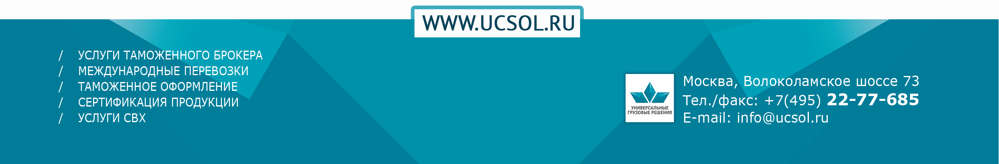 WWW.UCSOL.RU
/ УСЛУГИ ТАМОЖЕННОГО БРОКЕРА
/ МЕЖДУНАРОДНЫЕ ПЕРЕВОЗКИ
/ ТАМОЖЕННОЕ ОФОРМЛЕНИЕ
/ СЕРТИФИКАЦИЯ ПРОДУКЦИИ
/ УСЛУГИ СВХ
УНИВЕРСАЛЬНЫЕ
ГРУЗОВЫЕ РЕШЕНИЯ
Москва, Волоколамское шоссе 73
Тел./факс: +7(495) 22-77-685
E-mail: info@ucsol.ru